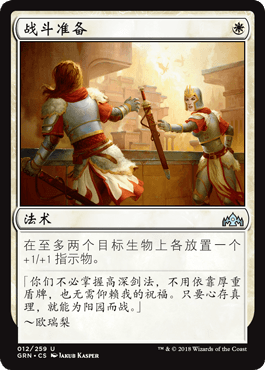 战斗准备
法术
在至多两个目标生物上各放置一个
+1/+1 指示物。
「你们不必掌握高深剑法，不用依靠厚重
盾牌，也无需仰赖我的祝福。只要心存真
理，就能为阳园而战。」
～欧瑞梨
012/259 U
GRN • CS JAKUB KASPER
™ & © 2018 Wizards of the Coast